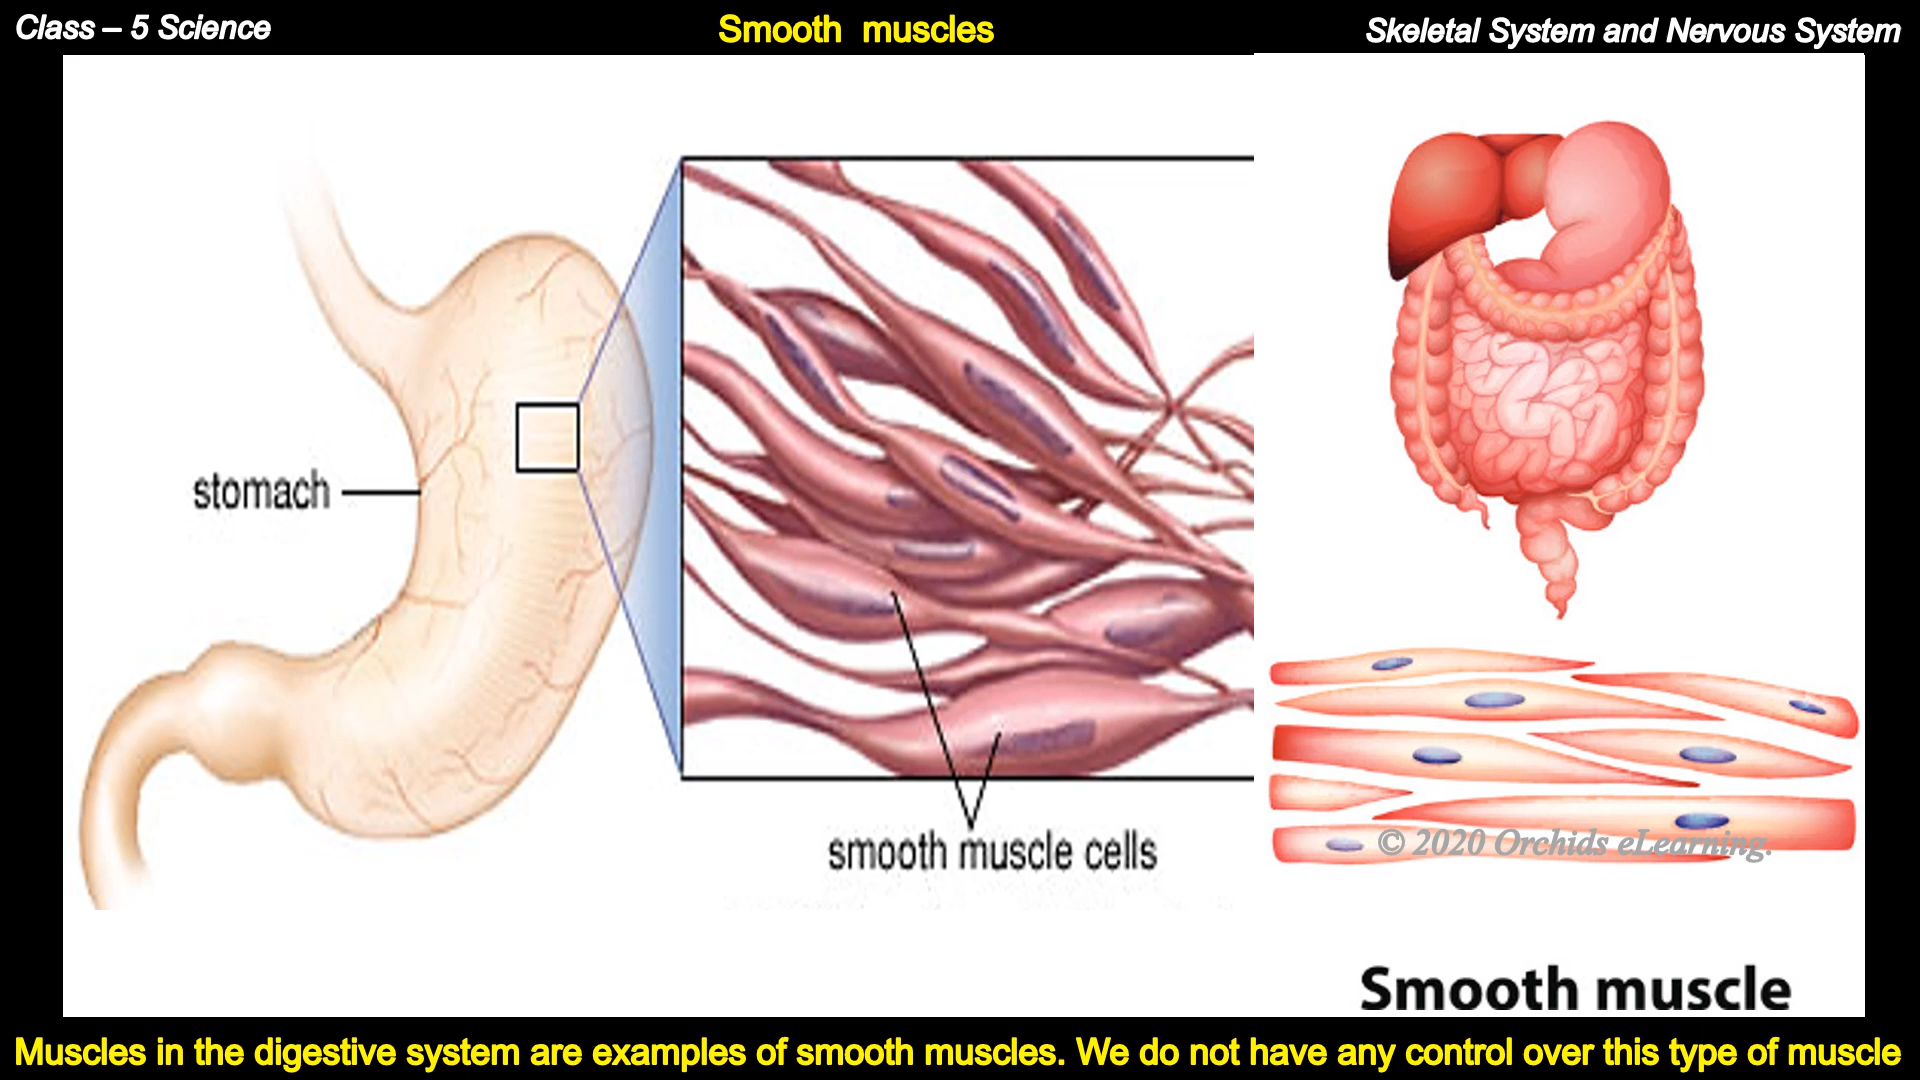 Class – 5 Science
Smooth muscles
Skeletal System and Nervous System
stomach
smooth muscle cells
© 2020 Orchids eLearning.
Smooth muscle
Muscles in the digestive system are examples of smooth muscles. We do not have any control over this type of muscle